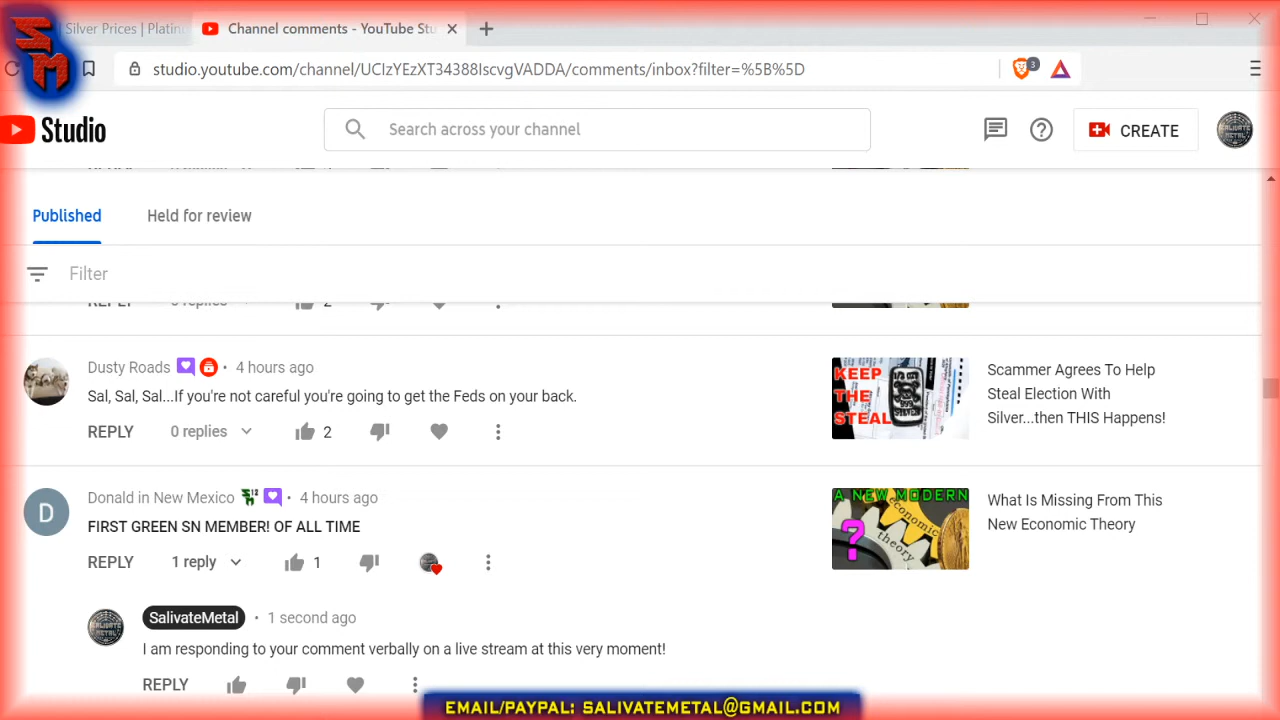 Silver Prices | Platin
Channel comments - YouTube Stu
studio.youtube.com/channel/UCIzYEzXT34388IscvgVADDA/comments/inbox?filter=%5B%5D
3
SM
Studio
Search across your channel
CREATE
Published
Held for review
Filter
REPLY
2
Dusty Roads • 4 hours ago
Sal, Sal, Sal...If you're not careful you're going to get the Feds on your back.
REPLY 0 replies 2
KEEP
THE
STEAL
Scammer Agrees To Help
Steal Election With
Silver...then THIS Happens!
Donald in New Mexico • 4 hours ago
FIRST GREEN SN MEMBER! OF ALL TIME
REPLY 1 reply 1
A NEW MODERN
economic
theory
?
What Is Missing From This
New Economic Theory
D
SalivateMetal • 1 second ago
I am responding to your comment verbally on a live stream at this very moment!
REPLY
EMAIL/PAYPAL: SALIVATEMETAL@GMAIL.COM